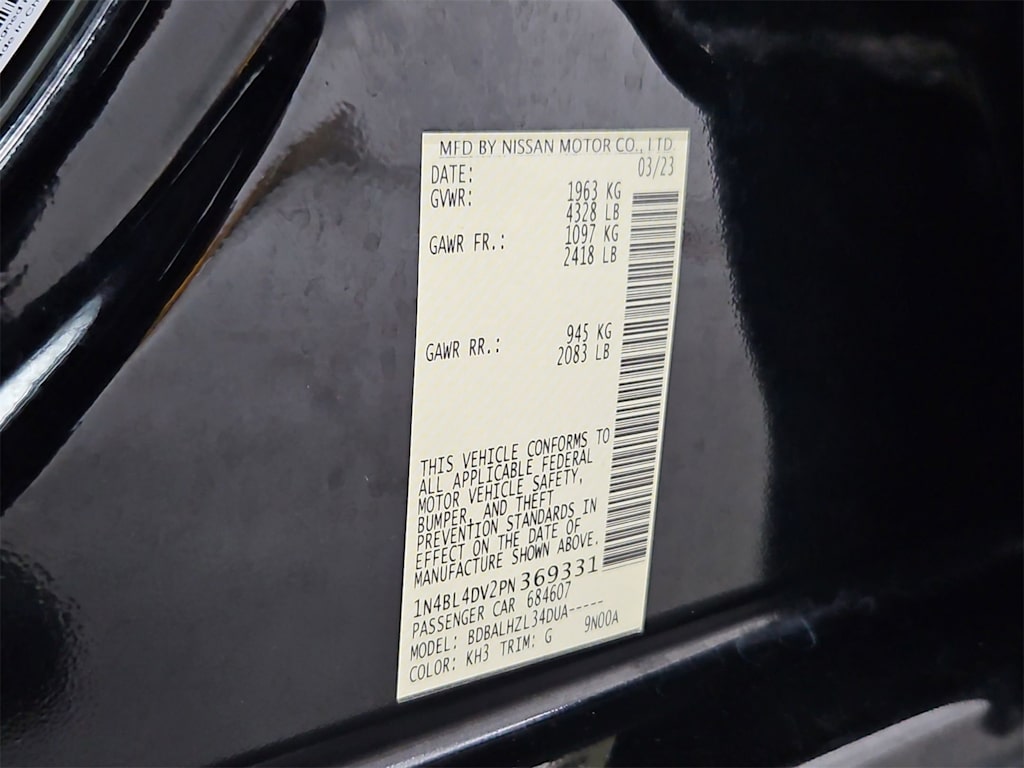 MFD BY NISSAN MOTOR CO., LTD.
DATE: 03/23
GVWR: 1963 KG
4328 LB
GAWR FR.: 1097 KG
2418 LB
GAWR RR.: 945 KG
2083 LB
THIS VEHICLE CONFORMS TO
ALL APPLICABLE FEDERAL
MOTOR VEHICLE SAFETY,
BUMPER, AND THEFT
PREVENTION STANDARDS IN
EFFECT ON THE DATE OF
MANUFACTURE SHOWN ABOVE.
1N4BL4DV2PN369331
PASSENGER CAR 684607
MODEL: BDBALHZL34DUA-----
COLOR: KH3 TRIM: G 9N00A